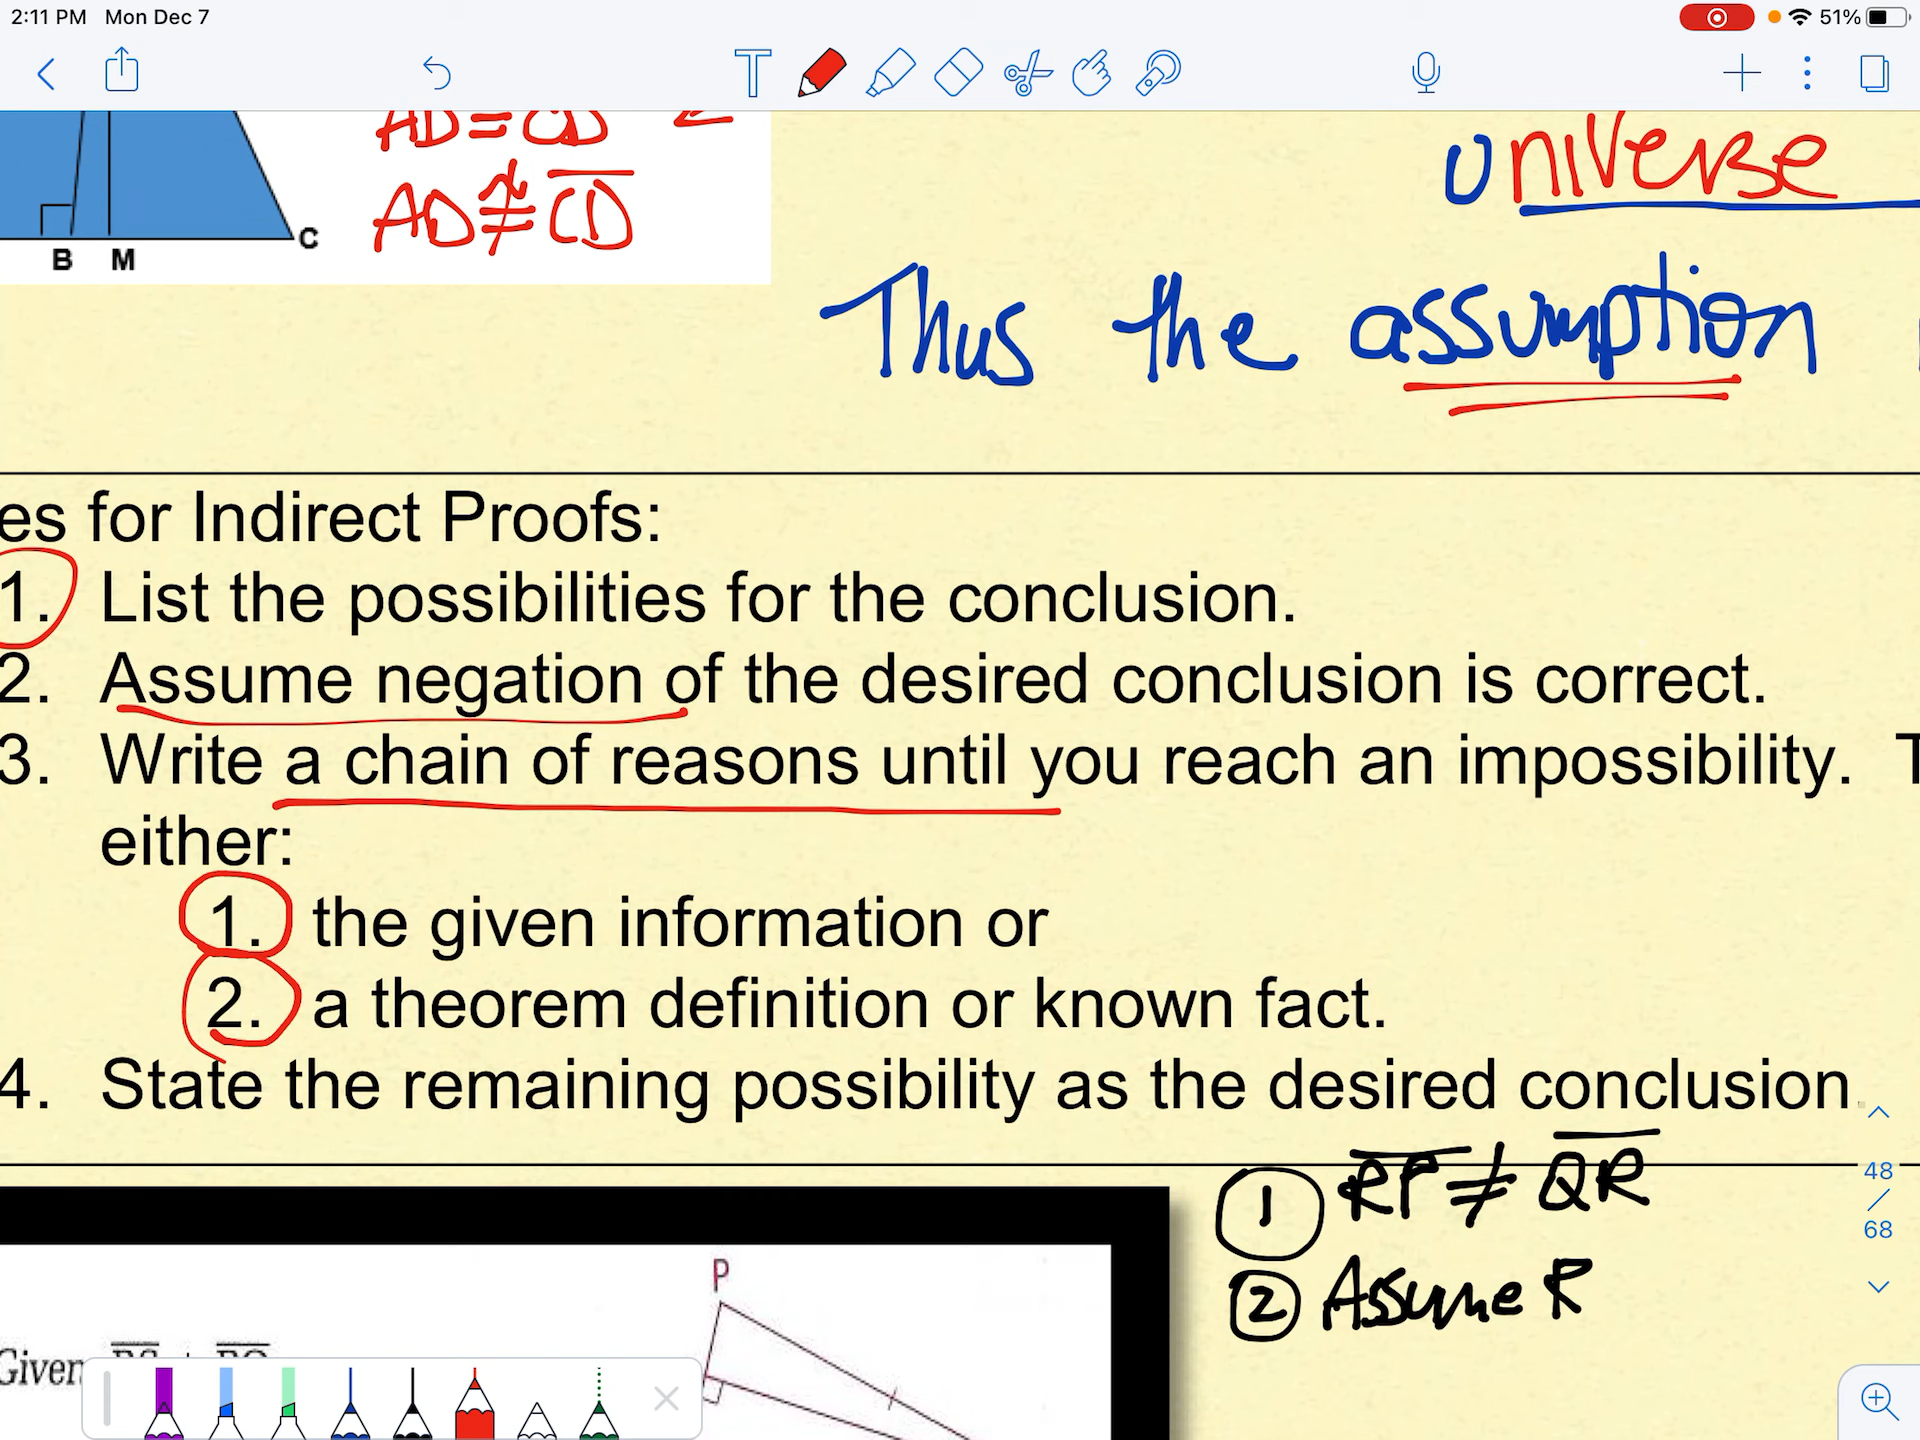 2:11 PM Mon Dec 7
51%
T
AD ≅ CD
AD ≇ CD
B M C
universe
Thus the assumption
es for Indirect Proofs:
1. List the possibilities for the conclusion.
2. Assume negation of the desired conclusion is correct.
3. Write a chain of reasons until you reach an impossibility. T
either:
1. the given information or
2. a theorem definition or known fact.
4. State the remaining possibility as the desired conclusion.
① RP ≠ QR
② Assume R
48
/
68
P
Given